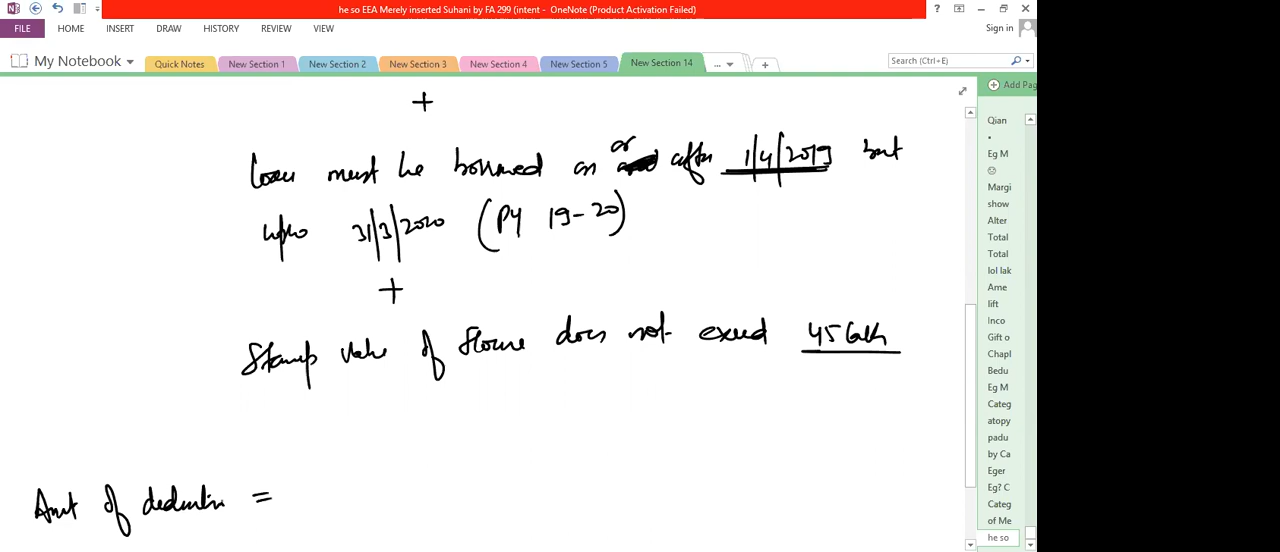 he so EEA Merely inserted Suhani by FA 299 (intent - OneNote (Product Activation Failed)
FILE HOME INSERT DRAW HISTORY REVIEW VIEW Sign in
My Notebook Quick Notes New Section 1 New Section 2 New Section 3 New Section 4 New Section 5 New Section 14 ... + Search (Ctrl+E)
Add Pag
+
Loan must be borrowed on or after 1/4/2019 but
upto 31/3/2020 (PY 19-20)
+
Stamp value of House does not exceed 45 lakh
Amt of deduction =
Qian
•
Eg M
☺
Margi
show
Alter
Total
Total
lol lak
Ame
lift
Inco
Gift o
Chapl
Bedu
Eg M
Categ
atopy
padu
by Ca
Eger
Eg? C
Categ
of Me
he so